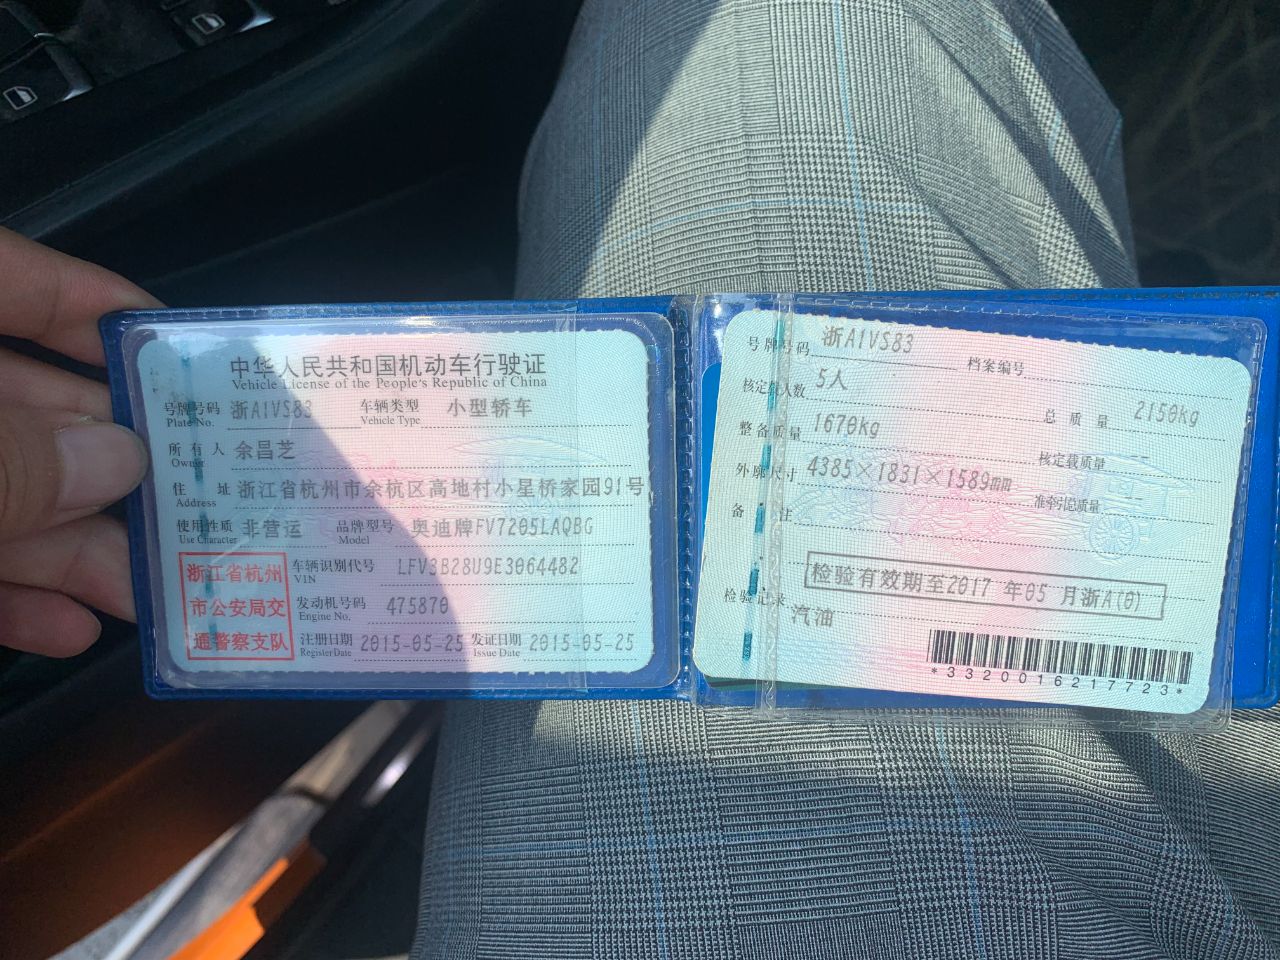 中华人民共和国机动车行驶证
Vehicle License of the People's Republic of China
号牌号码 浙A1VS83 车辆类型 小型轿车
Plate No. Vehicle Type
所有人 余昌芝
Owner
住址 浙江省杭州市余杭区高地村小星桥家园91号
Address
使用性质 非营运 品牌型号 奥迪牌FV7205LAQBG
Use Character Model
浙江省杭州
市公安局交
通警察支队
车辆识别代号 LFV3B28U9E3064482
VIN
发动机号码 475870
Engine No.
注册日期 2015-05-25 发证日期 2015-05-25
Register Date Issue Date
号牌号码 浙A1VS83 档案编号
核定载人数 5人 总质量 2150kg
整备质量 1670kg 核定载质量 --
外廓尺寸 4385×1831×1589mm 准牵引总质量 --
备注
检验有效期至2017 年05 月浙A(0)
检验记录 汽油
*3320016217723*